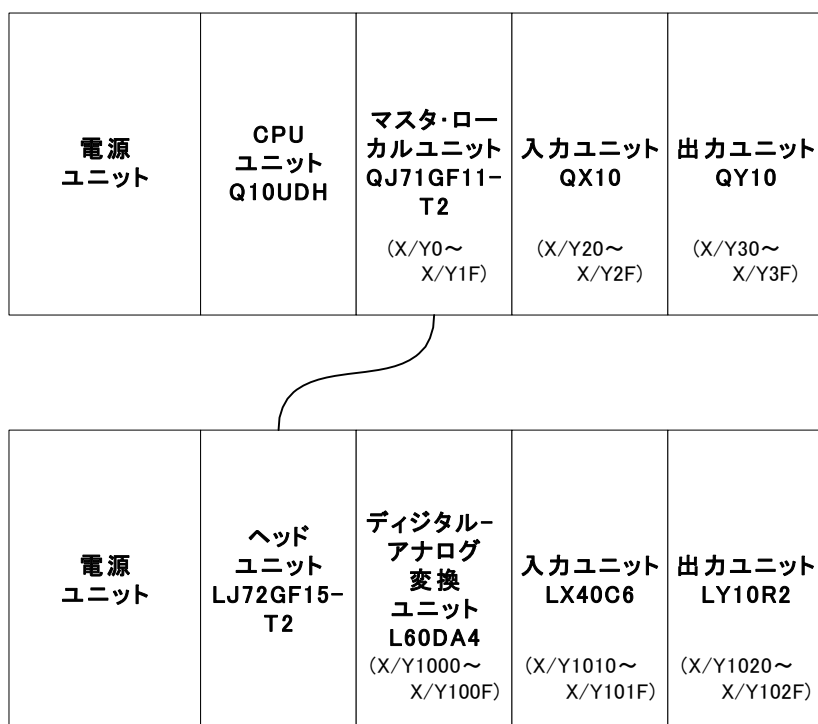 電源
ユニット
CPU
ユニット
Q10UDH
マスタ・ロー
カルユニット
QJ71GF11-
T2
(X/Y0～
X/Y1F)
入力ユニット
QX10
(X/Y20～
X/Y2F)
出力ユニット
QY10
(X/Y30～
X/Y3F)
電源
ユニット
ヘッド
ユニット
LJ72GF15-
T2
ディジタル-
アナログ
変換
ユニット
L60DA4
(X/Y1000～
X/Y100F)
入力ユニット
LX40C6
(X/Y1010～
X/Y101F)
出力ユニット
LY10R2
(X/Y1020～
X/Y102F)